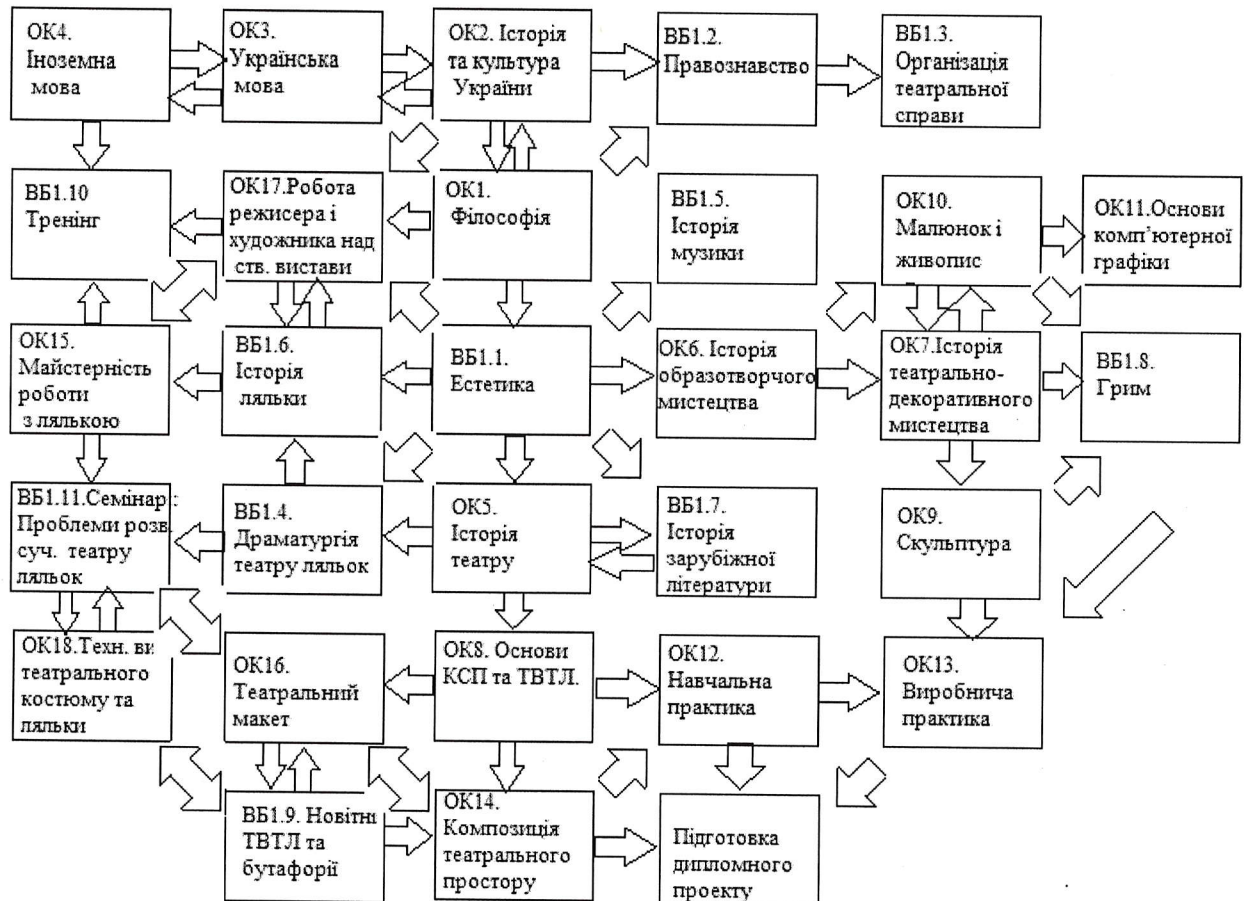 ОК4.
Іноземна
мова
ОК3.
Українська
мова
ОК2. Історія
та культура
України
ВБ1.2.
Правознавство
ВБ1.3.
Організація
театральної
справи
ВБ1.10
Тренінг
ОК17.Робота
режисера і
художника над
ств. вистави
ОК1.
Філософія
ВБ1.5.
Історія
музики
ОК10.
Малюнок і
живопис
ОК11.Основи
комп’ютерної
графіки
ОК15.
Майстерність
роботи
з лялькою
ВБ1.6.
Історія
ляльки
ВБ1.1.
Естетика
ОК6. Історія
образотворчого
мистецтва
ОК7.Історія
театрально-
декоративного
мистецтва
ВБ1.8.
Грим
ВБ1.11.Семінар:
Проблеми розв.
суч. театру
ляльок
ВБ1.4.
Драматургія
театру ляльок
ОК5.
Історія
театру
ВБ1.7.
Історія
зарубіжної
літератури
ОК9.
Скульптура
ОК18.Техн. ви
театрального
костюму та
ляльки
ОК16.
Театральний
макет
ОК8. Основи
КСП та ТВТЛ.
ОК12.
Навчальна
практика
ОК13.
Виробнича
практика
ВБ1.9. Новітні
ТВТЛ та
бутафорії
ОК14.
Композиція
театрального
простору
Підготовка
дипломного
проекту